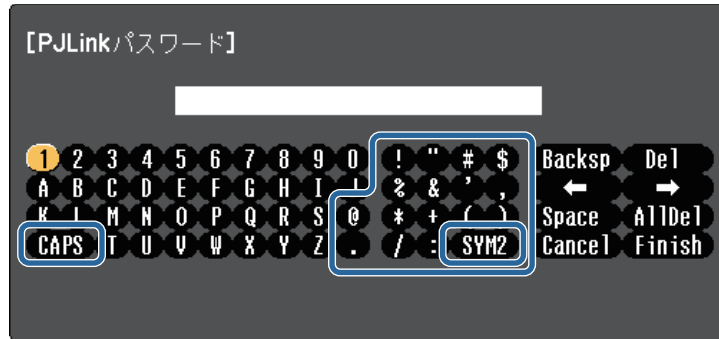 [PJLinkパスワード]
1 2 3 4 5 6 7 8 9 0 ! " # $ Backsp Del
A B C D E F G H I J % & ' , ← →
K L M N O P Q R S @ * + ( ) Space AllDel
CAPS T U V W X Y Z . / : SYM2 Cancel Finish